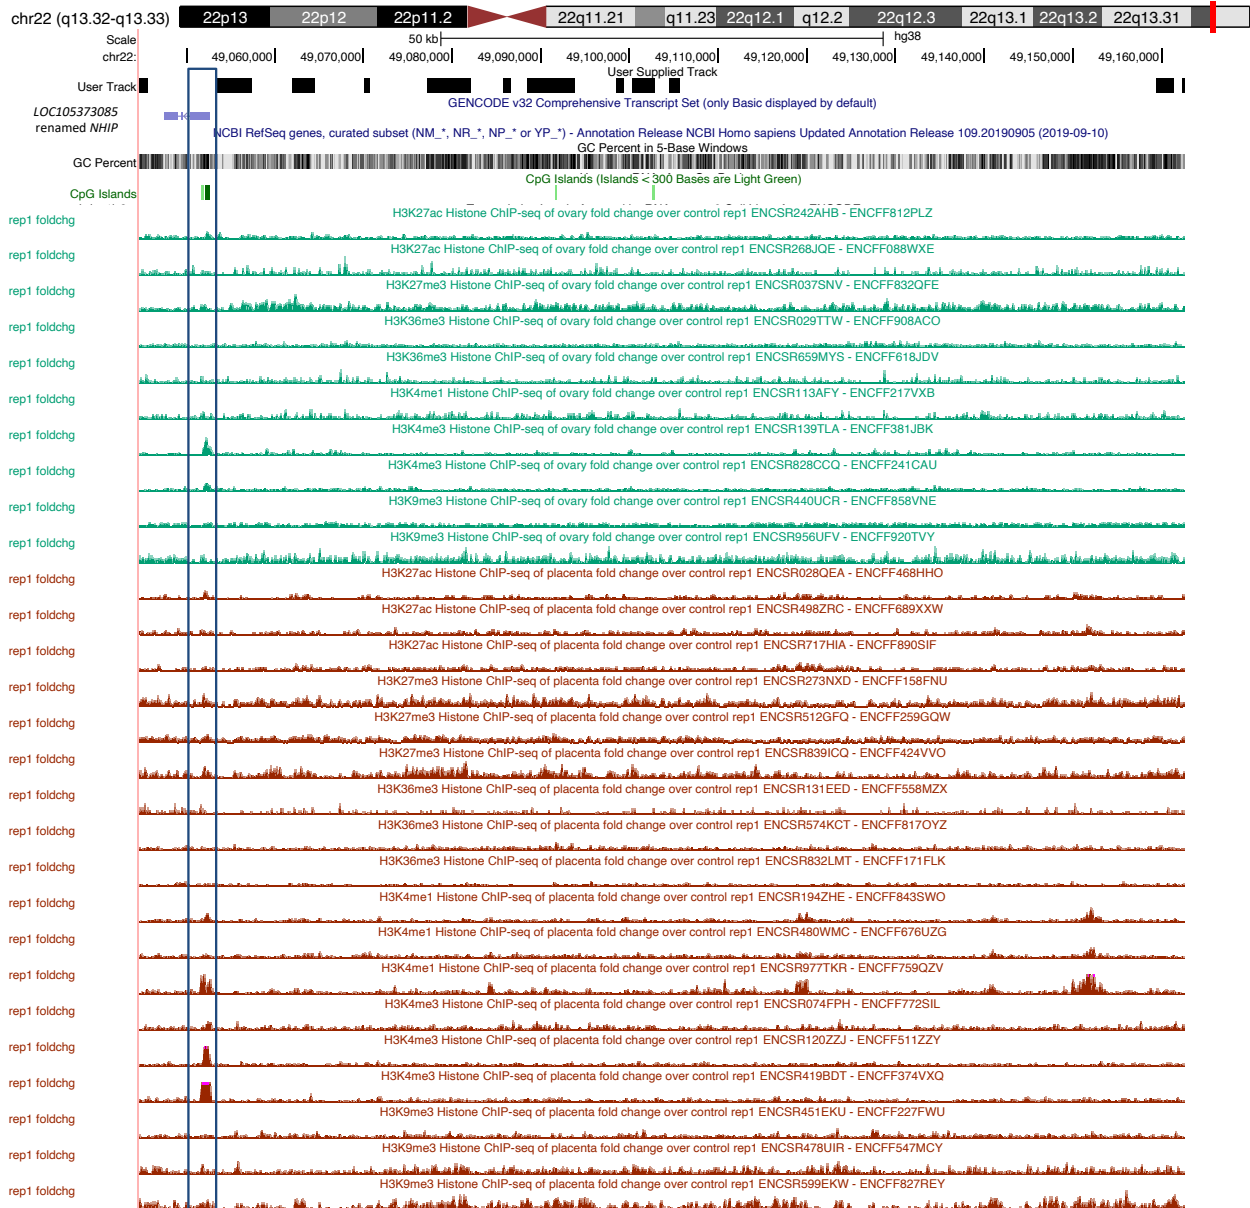 chr22 (q13.32-q13.33) 22p13 22p12 22p11.2 22q11.21 q11.23 22q12.1 q12.2 22q12.3 22q13.1 22q13.2 22q13.31
Scale 50 kb hg38
chr22: 49,060,000 49,070,000 49,080,000 49,090,000 49,100,000 49,110,000 49,120,000 49,130,000 49,140,000 49,150,000 49,160,000
User Supplied Track
User Track
GENCODE v32 Comprehensive Transcript Set (only Basic displayed by default)
LOC105373085
renamed NHIP
NCBI RefSeq genes, curated subset (NM_*, NR_*, NP_* or YP_*) - Annotation Release NCBI Homo sapiens Updated Annotation Release 109.20190905 (2019-09-10)
GC Percent in 5-Base Windows
GC Percent
CpG Islands (Islands < 300 Bases are Light Green)
CpG Islands
H3K27ac Histone ChIP-seq of ovary fold change over control rep1 ENCSR242AHB - ENCFF812PLZ
rep1 foldchg
H3K27ac Histone ChIP-seq of ovary fold change over control rep1 ENCSR268JQE - ENCFF088WXE
rep1 foldchg
H3K27me3 Histone ChIP-seq of ovary fold change over control rep1 ENCSR037SNV - ENCFF832QFE
rep1 foldchg
H3K36me3 Histone ChIP-seq of ovary fold change over control rep1 ENCSR029TTW - ENCFF908ACO
rep1 foldchg
H3K36me3 Histone ChIP-seq of ovary fold change over control rep1 ENCSR659MYS - ENCFF618JDV
rep1 foldchg
H3K4me1 Histone ChIP-seq of ovary fold change over control rep1 ENCSR113AFY - ENCFF217VXB
rep1 foldchg
H3K4me3 Histone ChIP-seq of ovary fold change over control rep1 ENCSR139TLA - ENCFF381JBK
rep1 foldchg
H3K4me3 Histone ChIP-seq of ovary fold change over control rep1 ENCSR828CCQ - ENCFF241CAU
rep1 foldchg
H3K9me3 Histone ChIP-seq of ovary fold change over control rep1 ENCSR440UCR - ENCFF858VNE
rep1 foldchg
H3K9me3 Histone ChIP-seq of ovary fold change over control rep1 ENCSR956UFV - ENCFF920TVY
rep1 foldchg
H3K27ac Histone ChIP-seq of placenta fold change over control rep1 ENCSR028QEA - ENCFF468HHO
rep1 foldchg
H3K27ac Histone ChIP-seq of placenta fold change over control rep1 ENCSR498ZRC - ENCFF689XXW
rep1 foldchg
H3K27ac Histone ChIP-seq of placenta fold change over control rep1 ENCSR717HIA - ENCFF890SIF
rep1 foldchg
H3K27me3 Histone ChIP-seq of placenta fold change over control rep1 ENCSR273NXD - ENCFF158FNU
rep1 foldchg
H3K27me3 Histone ChIP-seq of placenta fold change over control rep1 ENCSR512GFQ - ENCFF259GQW
rep1 foldchg
H3K27me3 Histone ChIP-seq of placenta fold change over control rep1 ENCSR839ICQ - ENCFF424VVO
rep1 foldchg
H3K36me3 Histone ChIP-seq of placenta fold change over control rep1 ENCSR131EED - ENCFF558MZX
rep1 foldchg
H3K36me3 Histone ChIP-seq of placenta fold change over control rep1 ENCSR574KCT - ENCFF817OYZ
rep1 foldchg
H3K36me3 Histone ChIP-seq of placenta fold change over control rep1 ENCSR832LMT - ENCFF171FLK
rep1 foldchg
H3K4me1 Histone ChIP-seq of placenta fold change over control rep1 ENCSR194ZHE - ENCFF843SWO
rep1 foldchg
H3K4me1 Histone ChIP-seq of placenta fold change over control rep1 ENCSR480WMC - ENCFF676UZG
rep1 foldchg
H3K4me1 Histone ChIP-seq of placenta fold change over control rep1 ENCSR977TKR - ENCFF759QZV
rep1 foldchg
H3K4me3 Histone ChIP-seq of placenta fold change over control rep1 ENCSR074FPH - ENCFF772SIL
rep1 foldchg
H3K4me3 Histone ChIP-seq of placenta fold change over control rep1 ENCSR120ZZJ - ENCFF511ZZY
rep1 foldchg
H3K4me3 Histone ChIP-seq of placenta fold change over control rep1 ENCSR419BDT - ENCFF374VXQ
rep1 foldchg
H3K9me3 Histone ChIP-seq of placenta fold change over control rep1 ENCSR451EKU - ENCFF227FWU
rep1 foldchg
H3K9me3 Histone ChIP-seq of placenta fold change over control rep1 ENCSR478UIR - ENCFF547MCY
rep1 foldchg
H3K9me3 Histone ChIP-seq of placenta fold change over control rep1 ENCSR599EKW - ENCFF827REY
rep1 foldchg